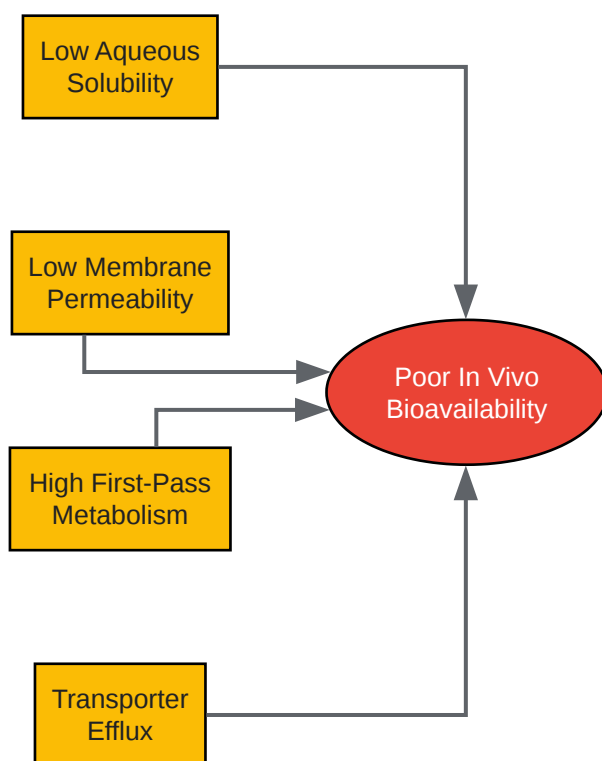 Low Aqueous
Solubility
Low Membrane
Permeability
Poor In Vivo
Bioavailability
High First-Pass
Metabolism
Transporter
Efflux